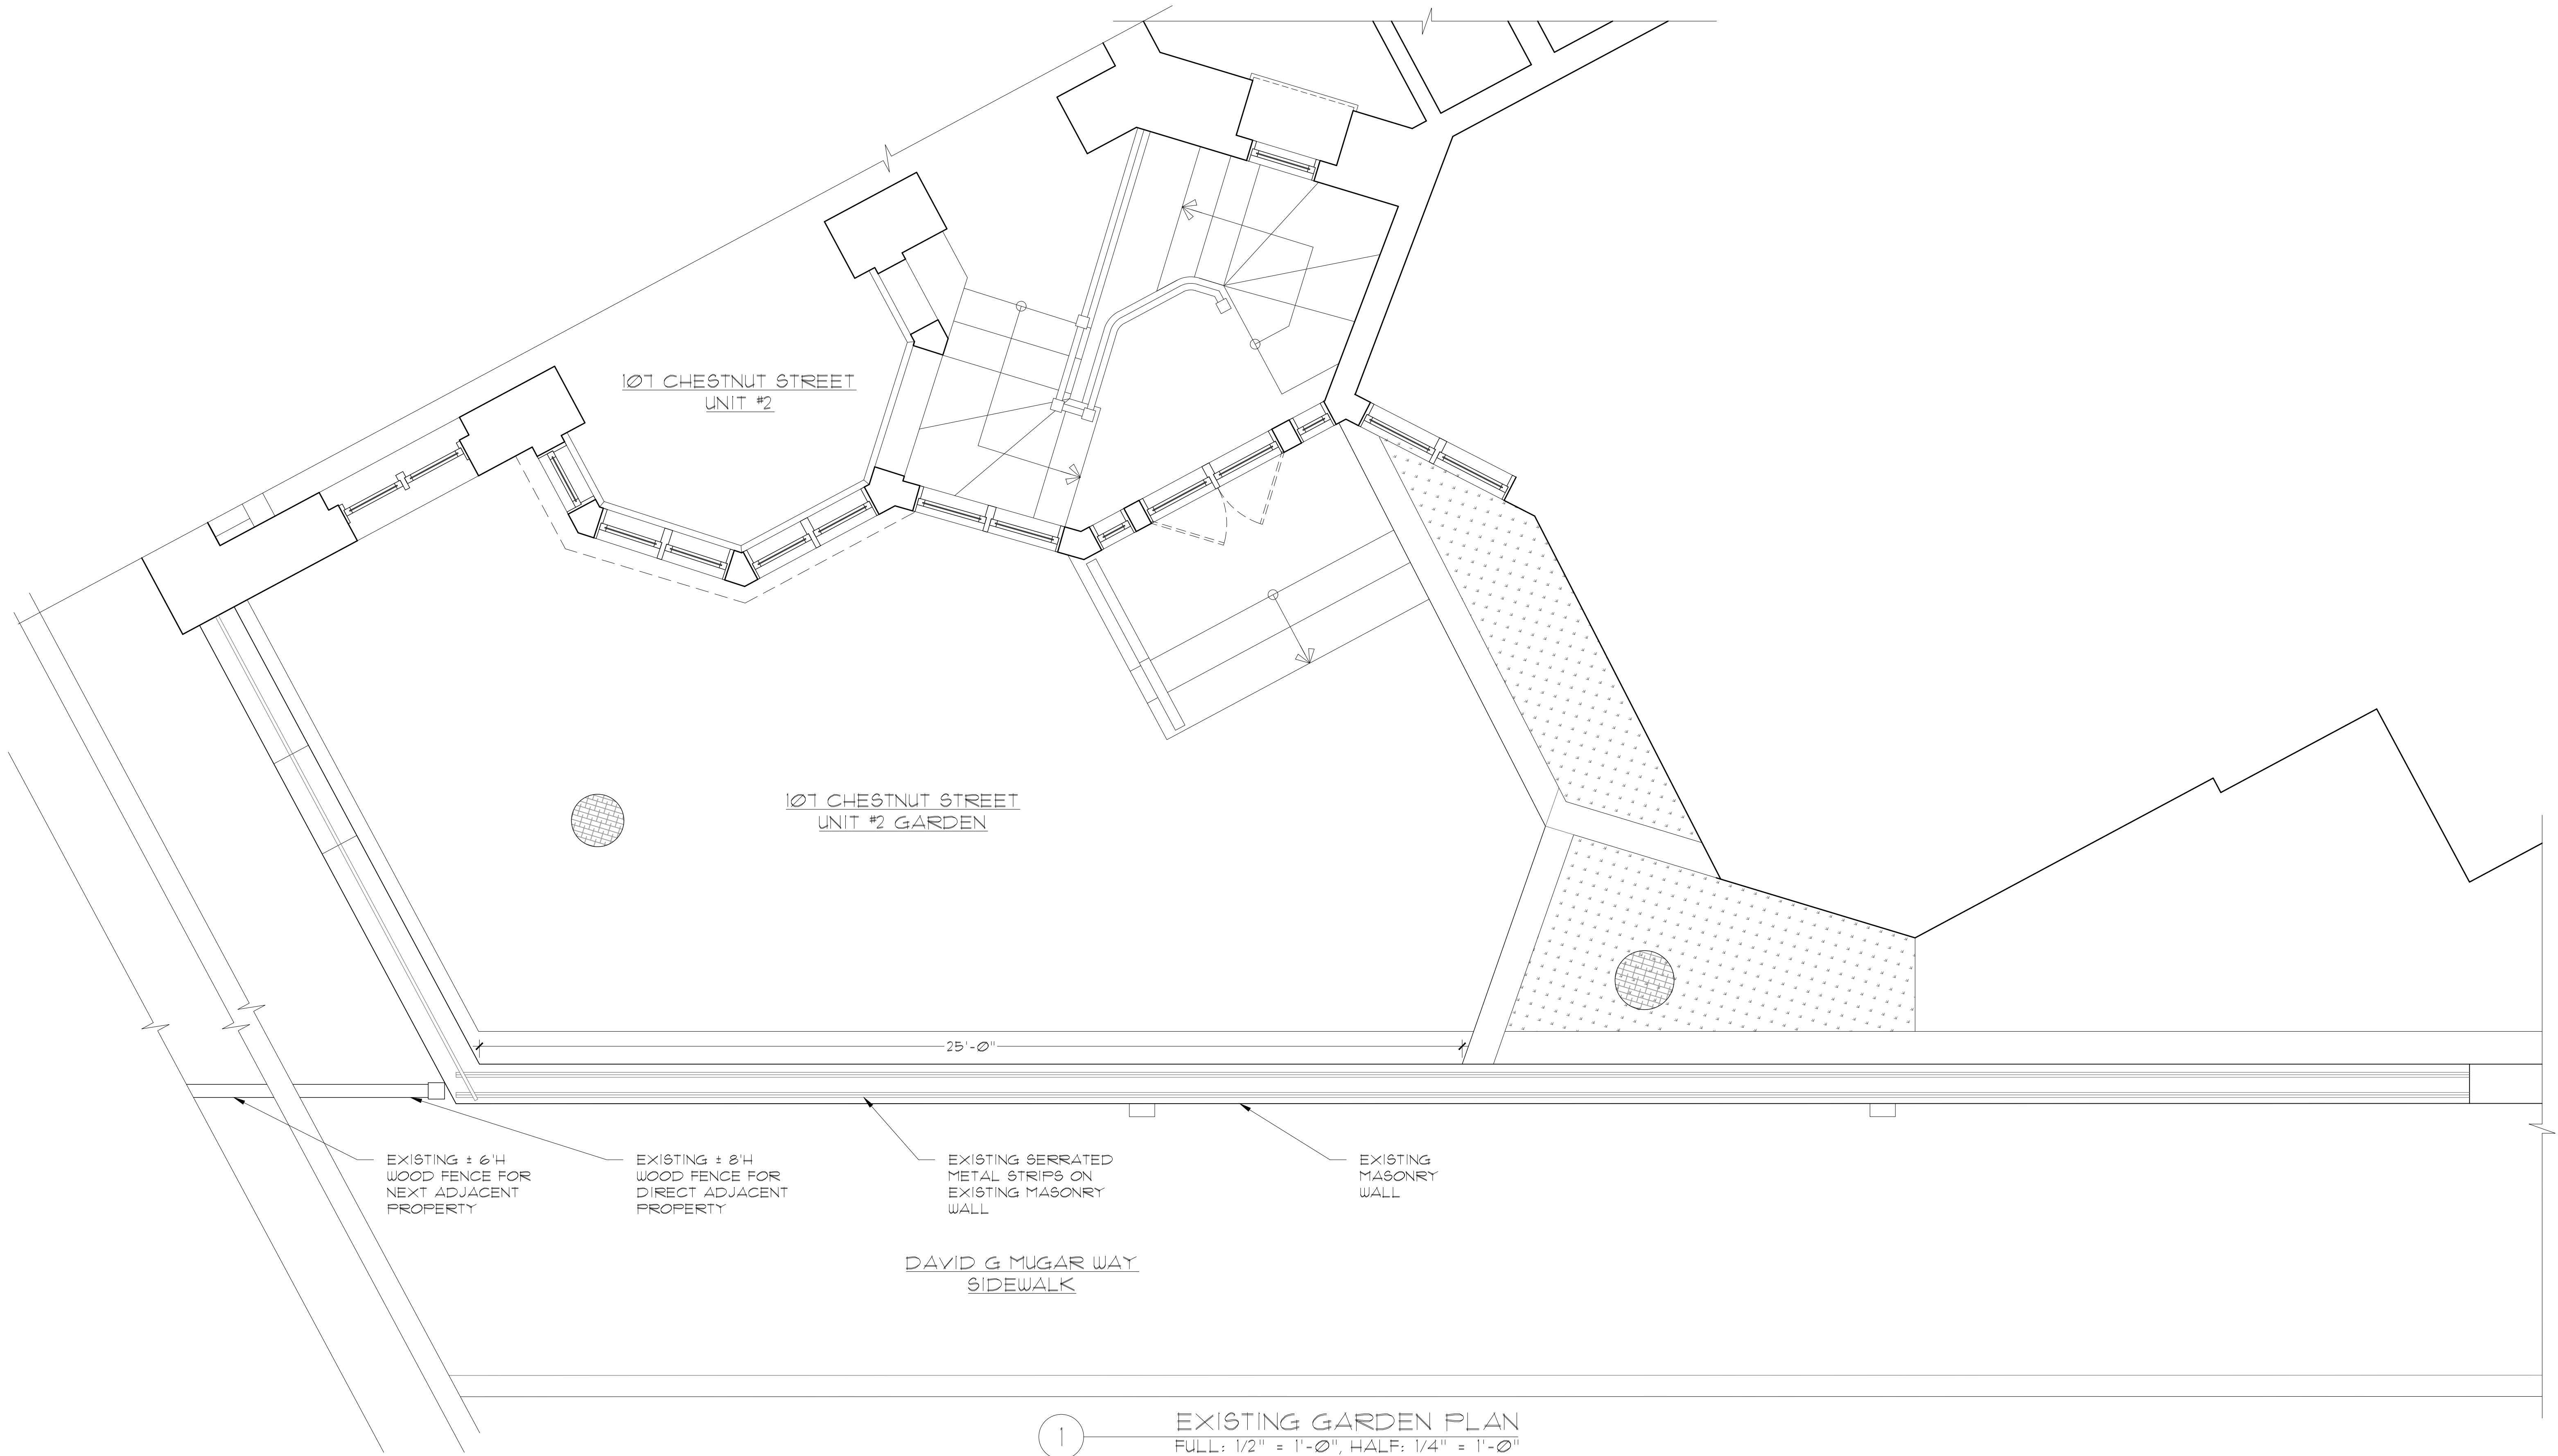 107 CHESTNUT STREET
UNIT #2
107 CHESTNUT STREET
UNIT #2 GARDEN
25'-0"
EXISTING ± 6'H
WOOD FENCE FOR
NEXT ADJACENT
PROPERTY
EXISTING ± 8'H
WOOD FENCE FOR
DIRECT ADJACENT
PROPERTY
EXISTING SERRATED
METAL STRIPS ON
EXISTING MASONRY
WALL
EXISTING
MASONRY
WALL
DAVID G MUGAR WAY
SIDEWALK
1
EXISTING GARDEN PLAN
FULL: 1/2" = 1'-0", HALF: 1/4" = 1'-0"